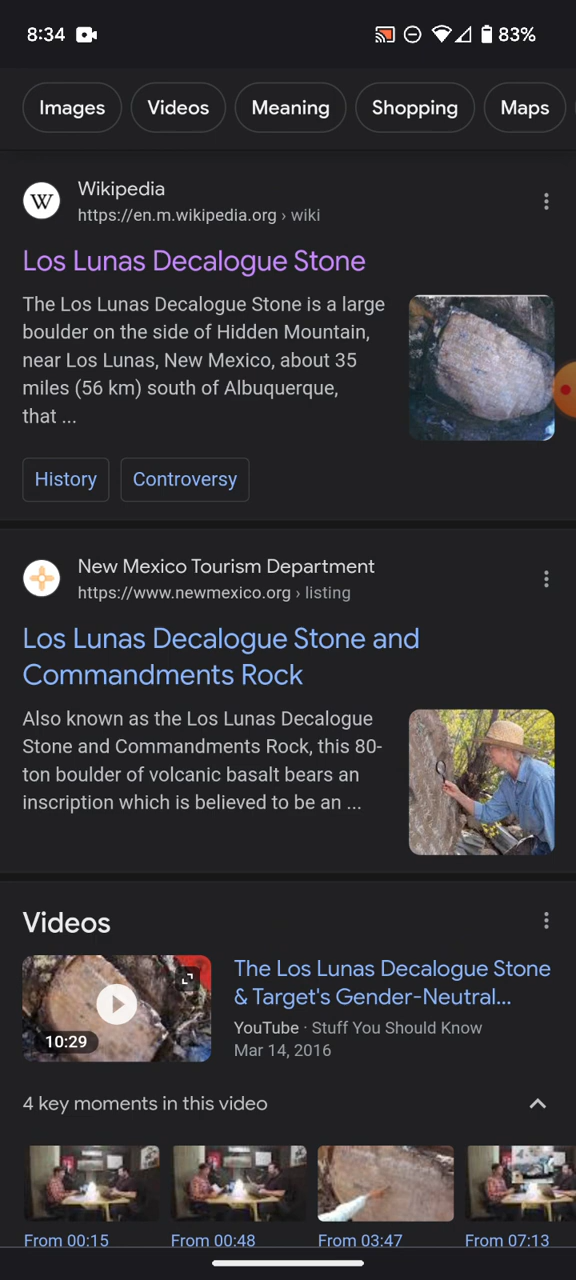 8:34
83%
Images
Videos
Meaning
Shopping
Maps
W
Wikipedia
https://en.m.wikipedia.org › wiki
Los Lunas Decalogue Stone
The Los Lunas Decalogue Stone is a large
boulder on the side of Hidden Mountain,
near Los Lunas, New Mexico, about 35
miles (56 km) south of Albuquerque,
that ...
History
Controversy
New Mexico Tourism Department
https://www.newmexico.org › listing
Los Lunas Decalogue Stone and
Commandments Rock
Also known as the Los Lunas Decalogue
Stone and Commandments Rock, this 80-
ton boulder of volcanic basalt bears an
inscription which is believed to be an ...
Videos
10:29
The Los Lunas Decalogue Stone
& Target's Gender-Neutral...
YouTube · Stuff You Should Know
Mar 14, 2016
4 key moments in this video
From 00:15
From 00:48
From 03:47
From 07:13